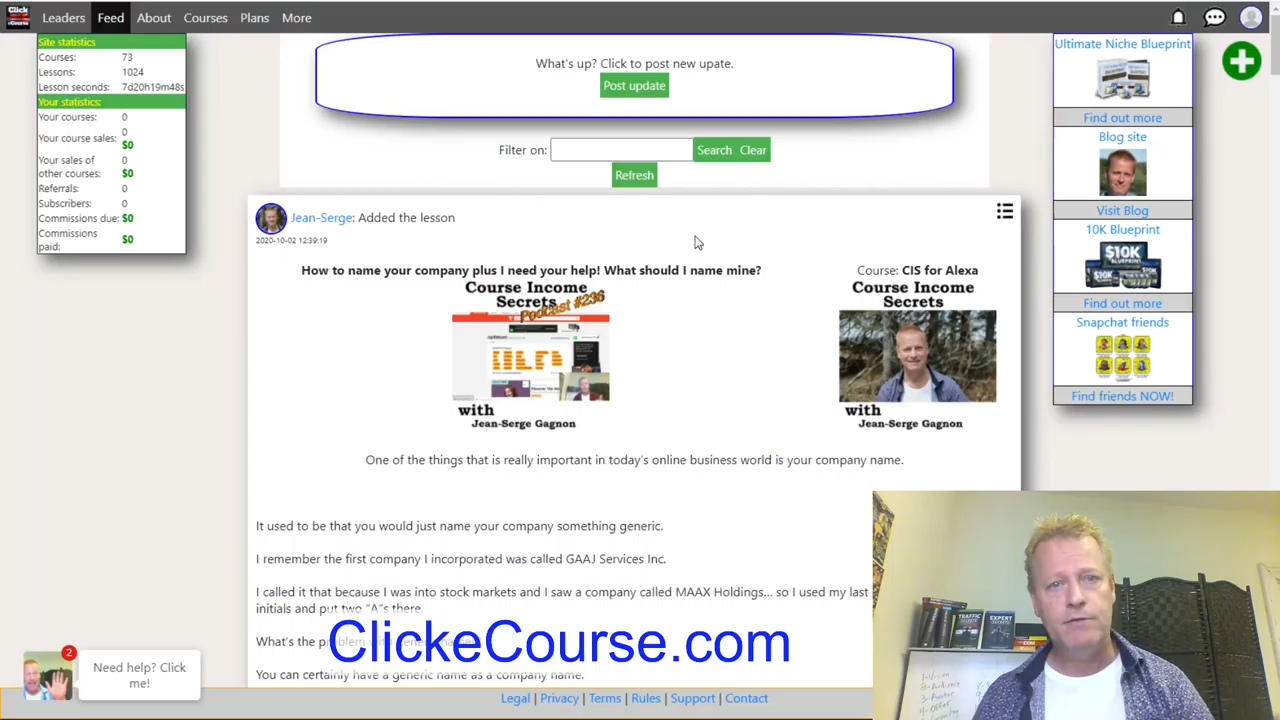 Click
eCourse
Leaders Feed About Courses Plans More
Site statistics
Courses: 73
Lessons: 1024
Lesson seconds: 7d20h19m48s
Your statistics:
Your courses: 0
Your course sales: 0
$0
Your sales of other courses: 0
$0
Referrals: 0
Subscribers: 0
Commissions due: $0
Commissions paid: $0
What's up? Click to post new upate.
Post update
Filter on: Search Clear
Refresh
Jean-Serge: Added the lesson
2020-10-02 12:39:19
How to name your company plus I need your help! What should I name mine?
Course Income
Secrets
Podcast #236
with
Jean-Serge Gagnon
Course: CIS for Alexa
Course Income
Secrets
with
Jean-Serge Gagnon
One of the things that is really important in today's online business world is your company name.
It used to be that you would just name your company something generic.
I remember the first company I incorporated was called GAAJ Services Inc.
I called it that because I was into stock markets and I saw a company called MAAX Holdings... so I used my last
initials and put two "A"s there.
What's the
You can certainly have a generic name as a company name.
ClickeCourse.com
Ultimate Niche Blueprint
Find out more
Blog site
Visit Blog
10K Blueprint
$10K
Find out more
Snapchat friends
Find friends NOW!
2
Need help? Click
me!
Legal | Privacy | Terms | Rules | Support | Contact
TRAFFIC
EXPERT